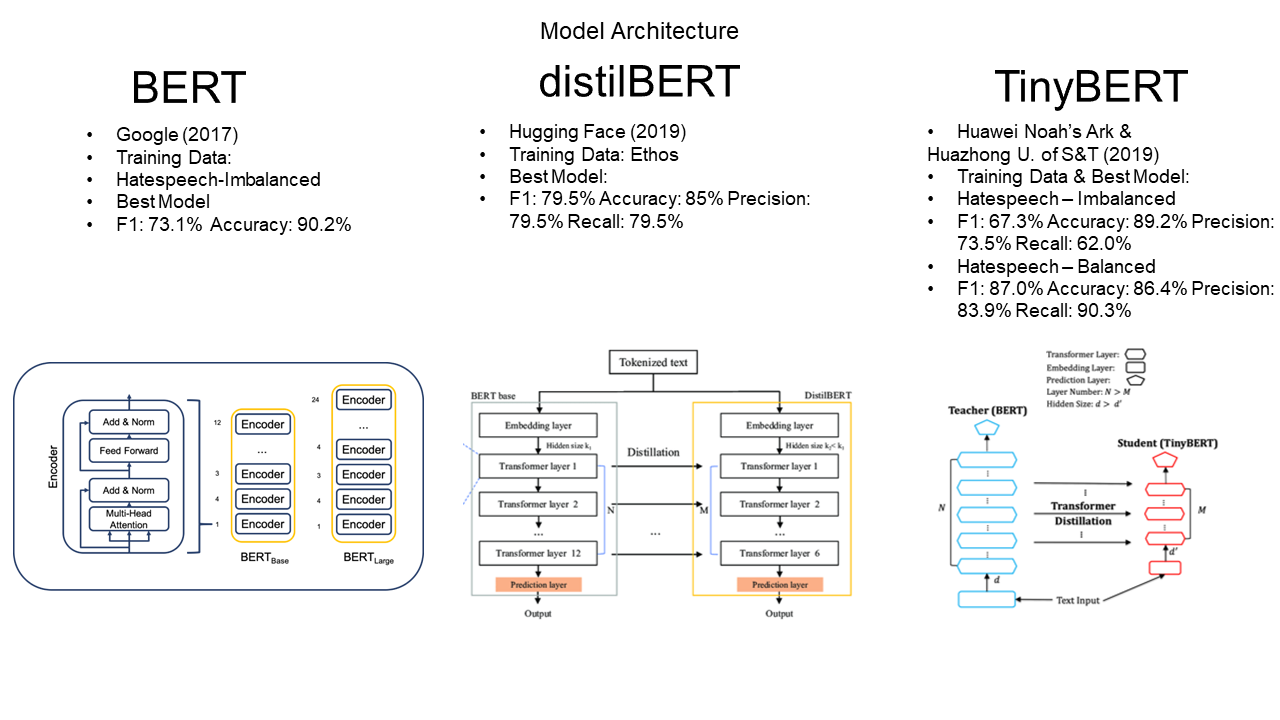 Model Architecture
BERT
• Google (2017)
• Training Data:
• Hatespeech-Imbalanced
• Best Model
• F1: 73.1% Accuracy: 90.2%
distilBERT
• Hugging Face (2019)
• Training Data: Ethos
• Best Model:
• F1: 79.5% Accuracy: 85% Precision:
79.5% Recall: 79.5%
TinyBERT
• Huawei Noah's Ark &
Huazhong U. of S&T (2019)
• Training Data & Best Model:
• Hatespeech – Imbalanced
• F1: 67.3% Accuracy: 89.2% Precision:
73.5% Recall: 62.0%
• Hatespeech – Balanced
• F1: 87.0% Accuracy: 86.4% Precision:
83.9% Recall: 90.3%
Encoder
Add & Norm
Feed Forward
Add & Norm
Multi-Head
Attention
12 Encoder
...
3 Encoder
4 Encoder
1 Encoder
BERTBase
24 Encoder
...
4 Encoder
3 Encoder
4 Encoder
1 Encoder
BERTLarge
Tokenized text
BERT base
Embedding layer
Hidden size k1
Transformer layer 1
Transformer layer 2
...
Transformer layer 12
Prediction layer
Output
N
Distillation
...
M
DistilBERT
Embedding layer
Hidden size k2< k1
Transformer layer 1
Transformer layer 2
...
Transformer layer 6
Prediction layer
Output
Transformer Layer:
Embedding Layer:
Prediction Layer:
Layer Number: N > M
Hidden Size: d > d'
Teacher (BERT)
N
d
Transformer
Distillation
Student (TinyBERT)
M
d'
Text Input